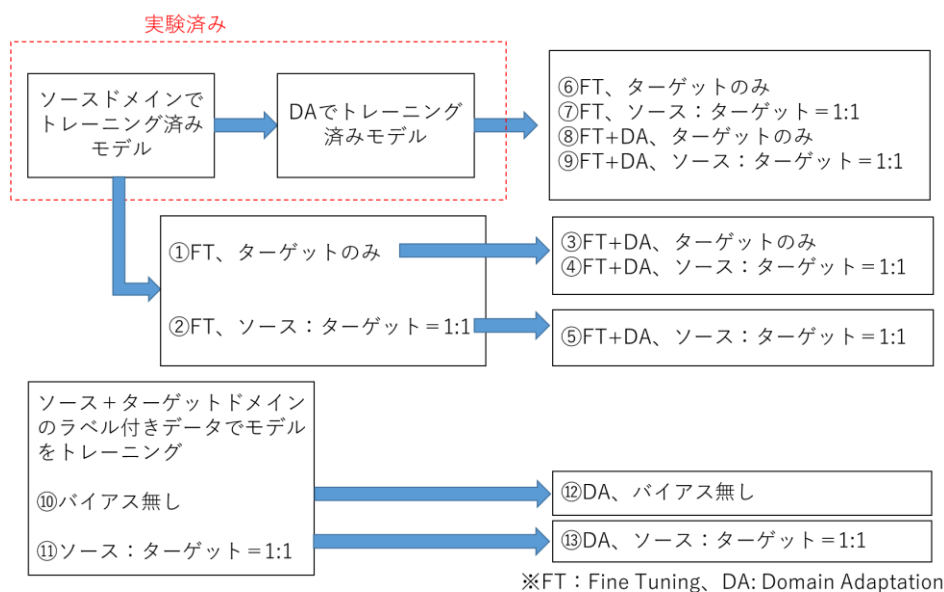 実験済み
ソースドメインで
トレーニング済み
モデル
DAでトレーニング
済みモデル
⑥FT、ターゲットのみ
⑦FT、ソース：ターゲット＝1:1
⑧FT+DA、ターゲットのみ
⑨FT+DA、ソース：ターゲット＝1:1
①FT、ターゲットのみ
②FT、ソース：ターゲット＝1:1
③FT+DA、ターゲットのみ
④FT+DA、ソース：ターゲット＝1:1
⑤FT+DA、ソース：ターゲット＝1:1
ソース＋ターゲットドメイン
のラベル付きデータでモデル
をトレーニング
⑩バイアス無し
⑪ソース：ターゲット＝1:1
⑫DA、バイアス無し
⑬DA、ソース：ターゲット＝1:1
※FT：Fine Tuning、DA: Domain Adaptation